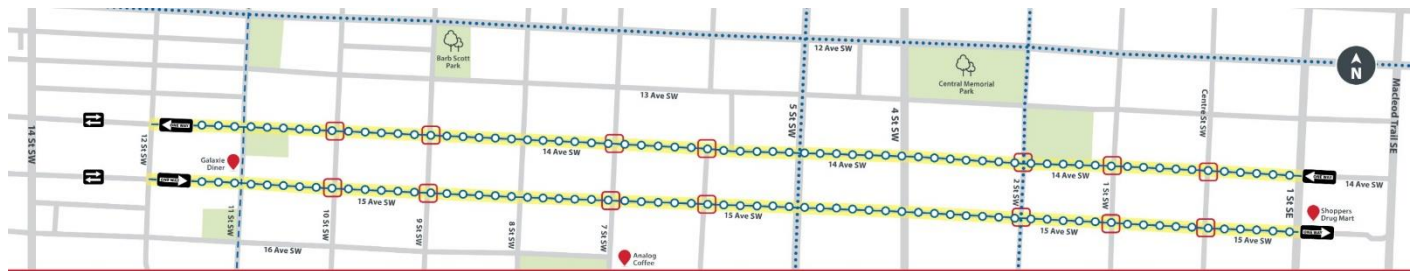 12 Ave SW
Barb Scott
Park
Central Memorial
Park
N
13 Ave SW
Macleod Trail SE
Centre St SW
5 St SW
4 St SW
14 St SW
12 St SW
ONE WAY
14 Ave SW
14 Ave SW
14 Ave SW
ONE WAY
14 Ave SW
Galaxie
Diner
2 St SW
1 St SW
1 St SE
ONE WAY
15 Ave SW
15 Ave SW
15 Ave SW
ONE WAY
15 Ave SW
Shoppers
Drug Mart
11 St SW
10 St SW
9 St SW
8 St SW
7 St SW
16 Ave SW
Analog
Coffee